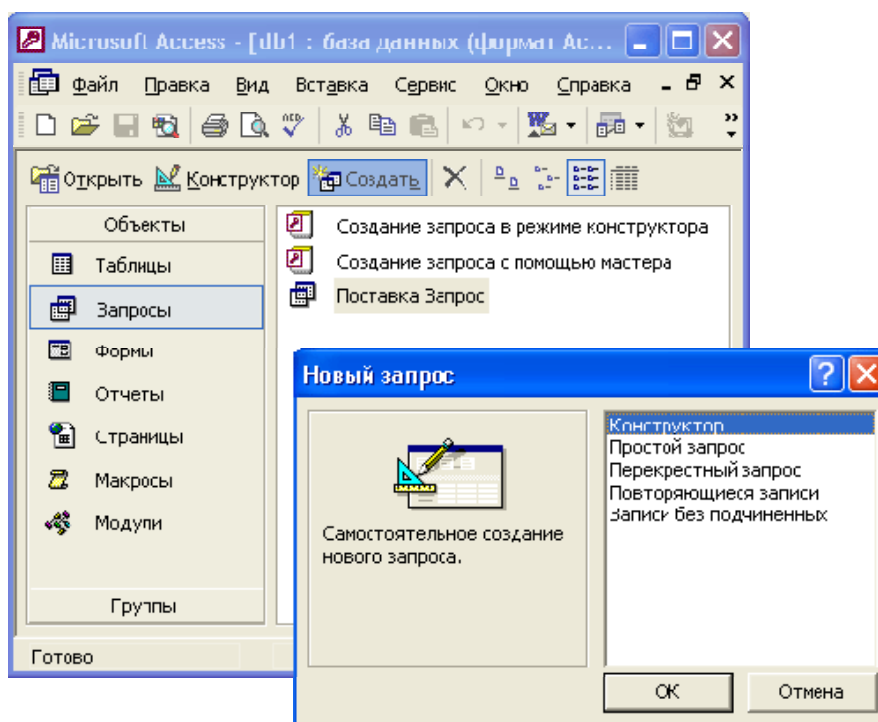 Microsoft Access - [db1 : база данных (формат Ac...
Файл Правка Вид Вставка Сервис Окно Справка
Открыть Конструктор Создать
Объекты
Таблицы
Запросы
Формы
Отчеты
Страницы
Макросы
Модули
Группы
Создание запроса в режиме конструктора
Создание запроса с помощью мастера
Поставка Запрос
Готово
Новый запрос
Самостоятельное создание
нового запроса.
Конструктор
Простой запрос
Перекрестный запрос
Повторяющиеся записи
Записи без подчиненных
ОК Отмена